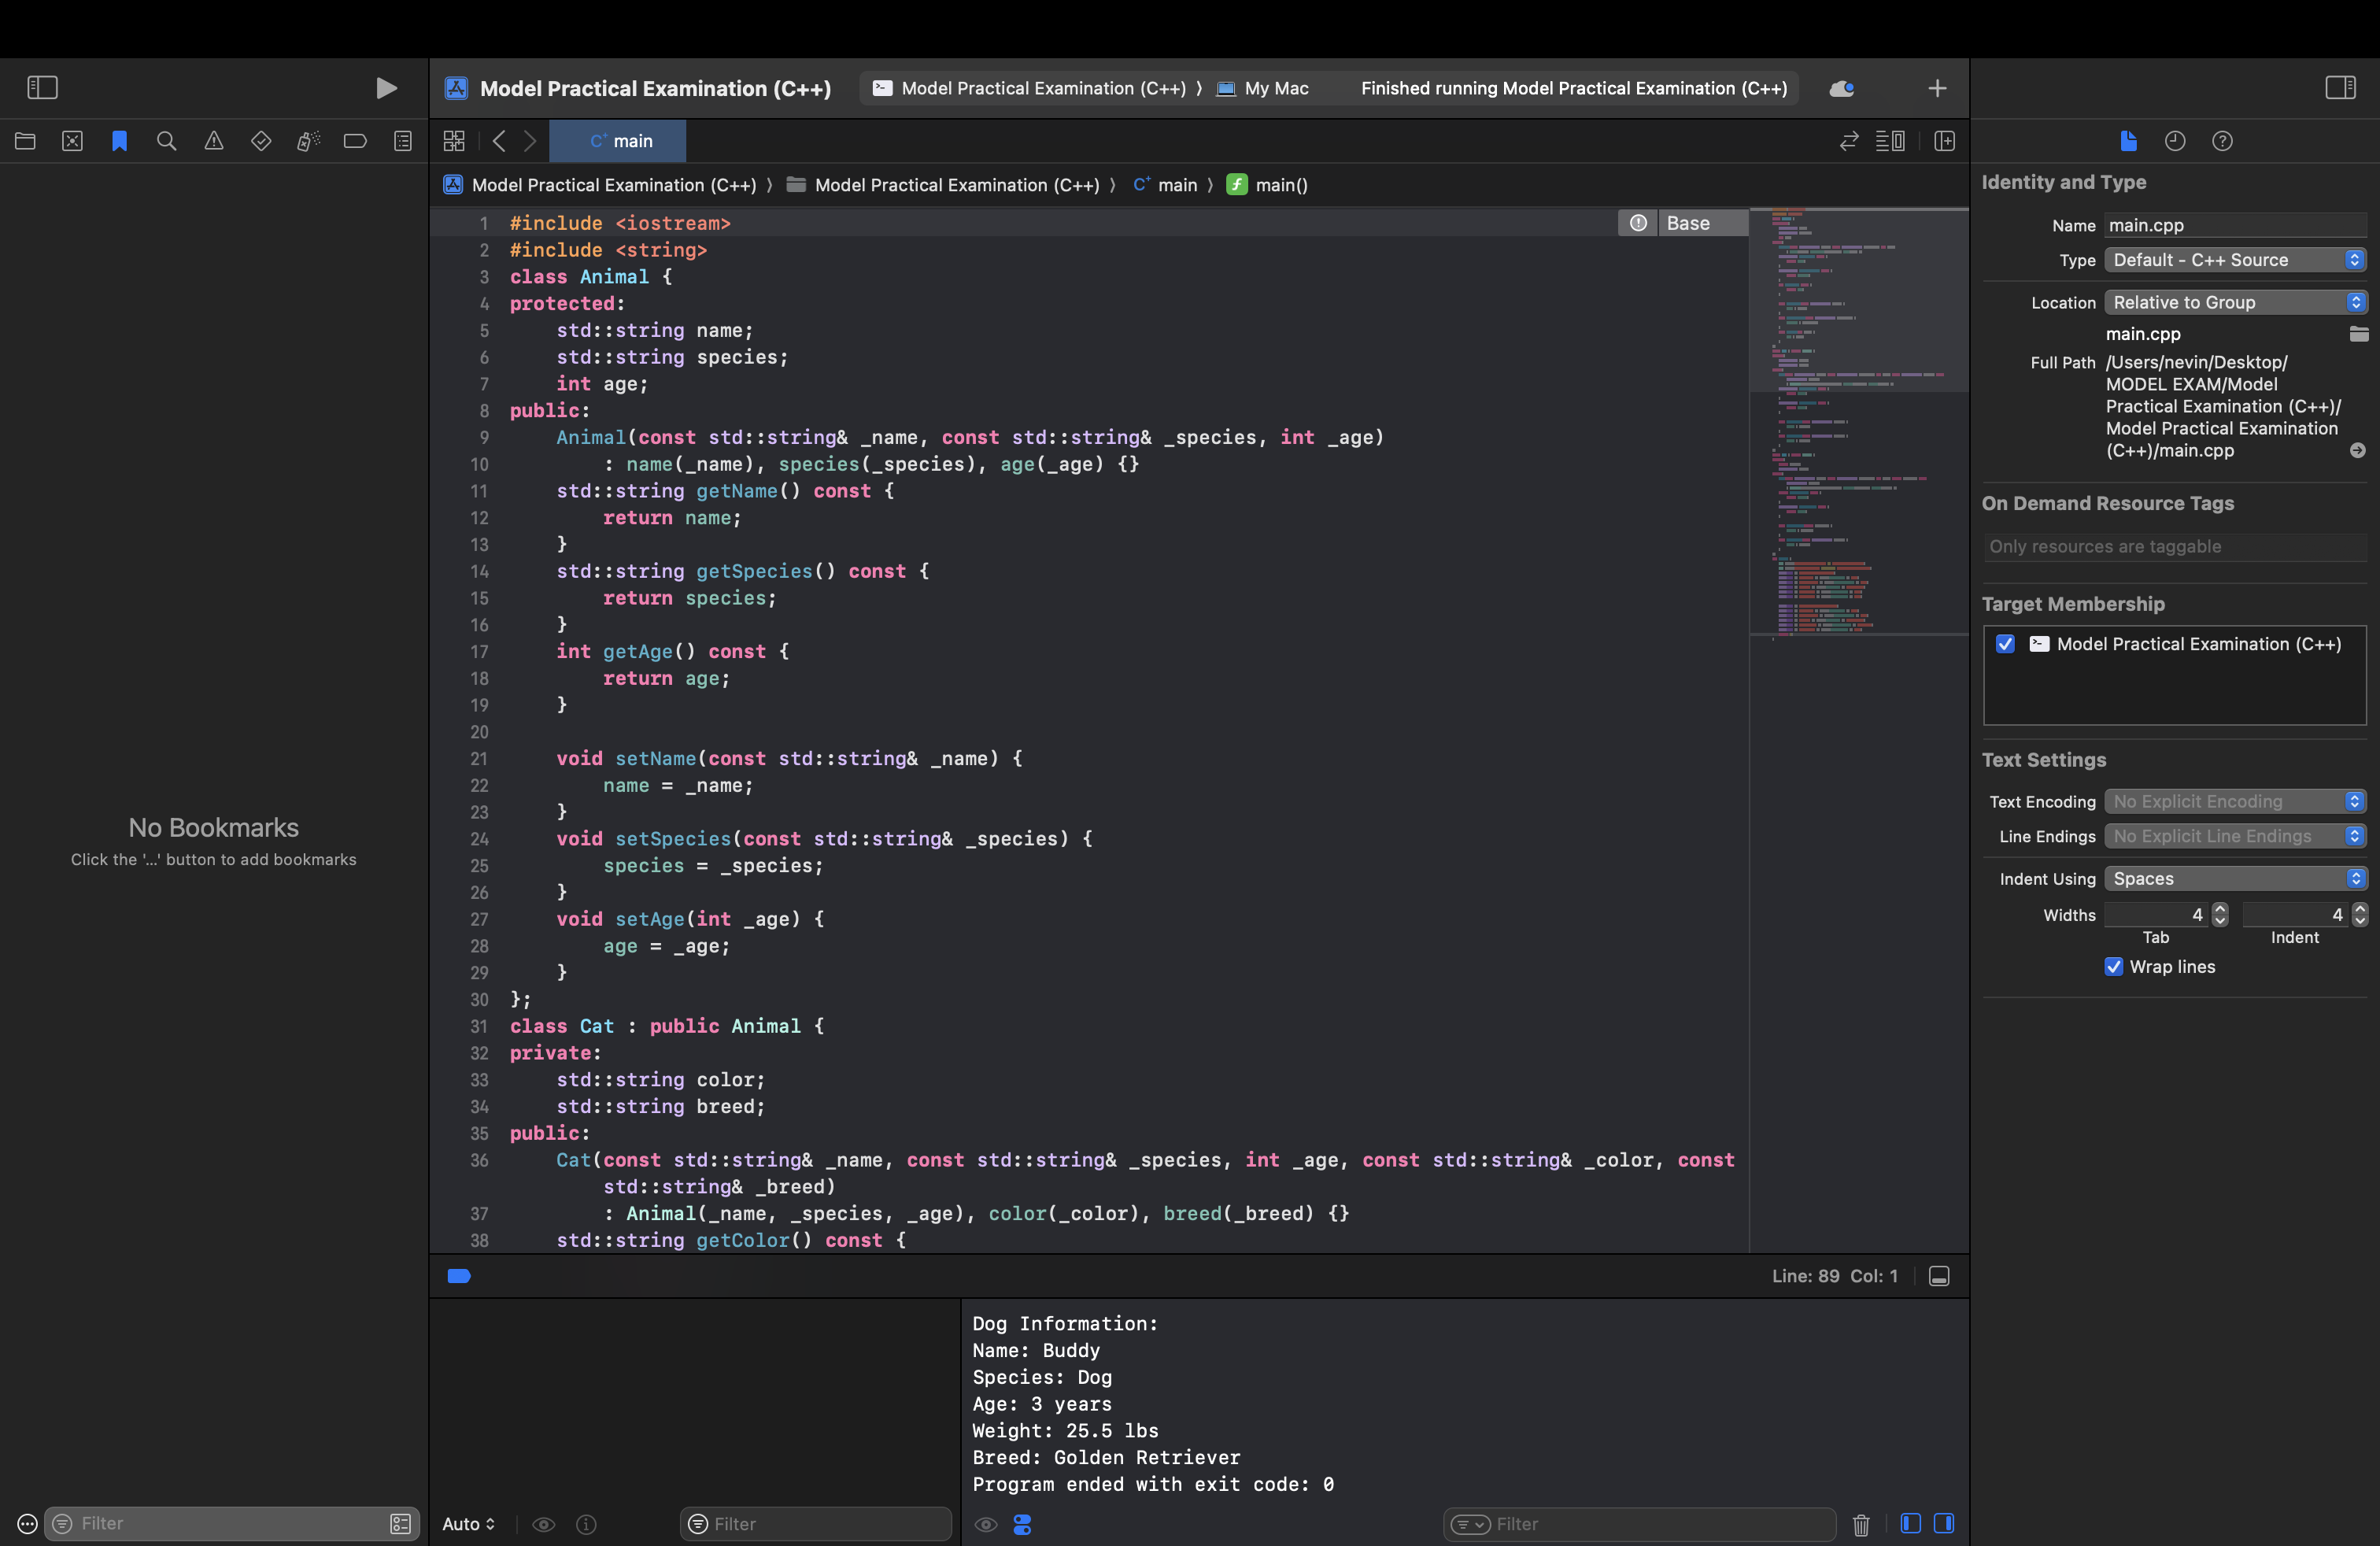 Model Practical Examination (C++)
Model Practical Examination (C++) ⟩ My Mac
Finished running Model Practical Examination (C++)
C+ main
Model Practical Examination (C++) ⟩ Model Practical Examination (C++) ⟩ C+ main ⟩ f main()
No Bookmarks
Click the '...' button to add bookmarks
Filter
Base
1 #include <iostream>
2 #include <string>
3 class Animal {
4 protected:
5 std::string name;
6 std::string species;
7 int age;
8 public:
9 Animal(const std::string& _name, const std::string& _species, int _age)
10 : name(_name), species(_species), age(_age) {}
11 std::string getName() const {
12 return name;
13 }
14 std::string getSpecies() const {
15 return species;
16 }
17 int getAge() const {
18 return age;
19 }
20
21 void setName(const std::string& _name) {
22 name = _name;
23 }
24 void setSpecies(const std::string& _species) {
25 species = _species;
26 }
27 void setAge(int _age) {
28 age = _age;
29 }
30 };
31 class Cat : public Animal {
32 private:
33 std::string color;
34 std::string breed;
35 public:
36 Cat(const std::string& _name, const std::string& _species, int _age, const std::string& _color, const
std::string& _breed)
37 : Animal(_name, _species, _age), color(_color), breed(_breed) {}
38 std::string getColor() const {
Line: 89 Col: 1
Auto
Filter
Dog Information:
Name: Buddy
Species: Dog
Age: 3 years
Weight: 25.5 lbs
Breed: Golden Retriever
Program ended with exit code: 0
Filter
Identity and Type
Name main.cpp
Type Default - C++ Source
Location Relative to Group
main.cpp
Full Path /Users/nevin/Desktop/
MODEL EXAM/Model
Practical Examination (C++)/
Model Practical Examination
(C++)/main.cpp
On Demand Resource Tags
Only resources are taggable
Target Membership
Model Practical Examination (C++)
Text Settings
Text Encoding No Explicit Encoding
Line Endings No Explicit Line Endings
Indent Using Spaces
Widths 4 4
Tab Indent
Wrap lines